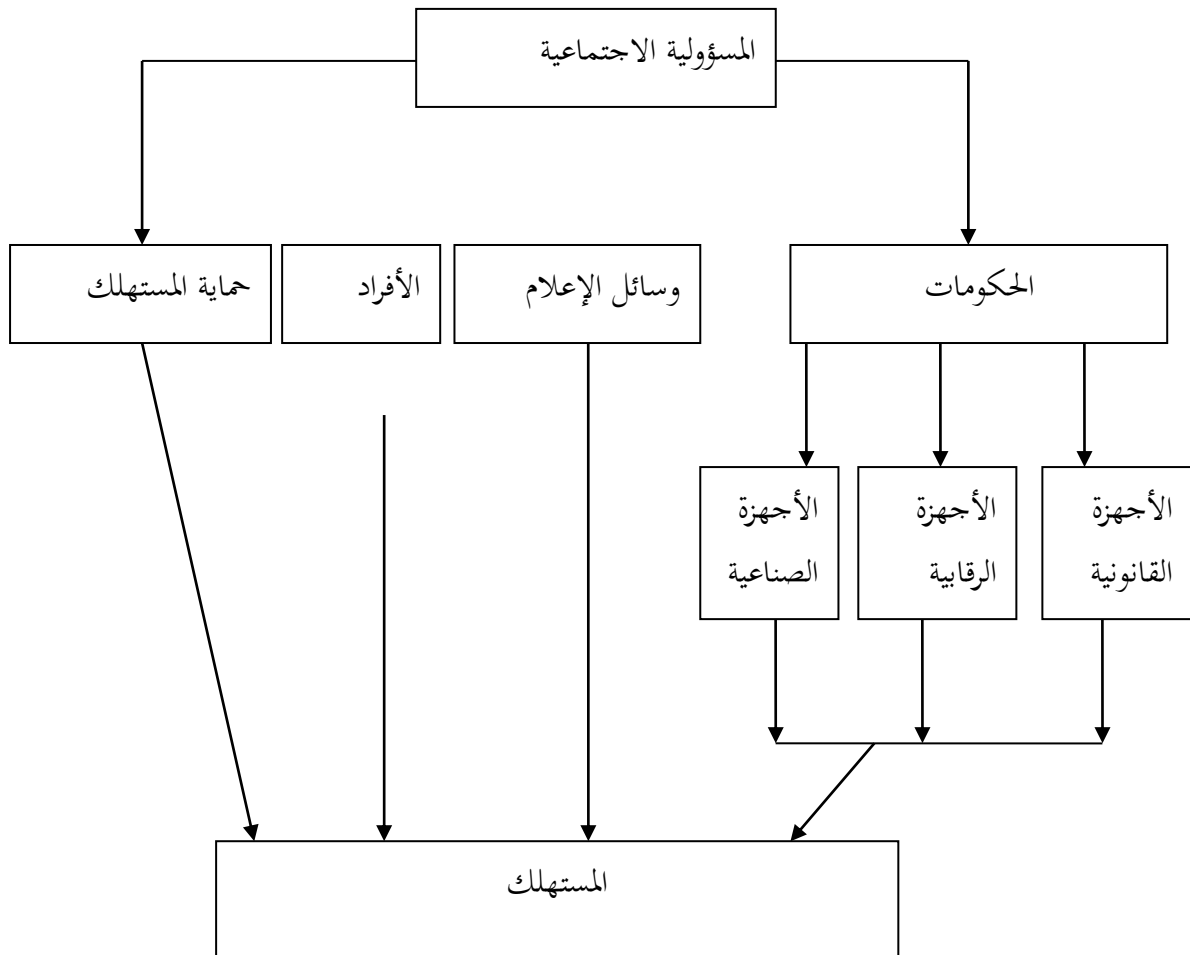 المسؤولية الاجتماعية
الحكومات
وسائل الإعلام
الأفراد
حماية المستهلك
الأجهزة
القانونية
الأجهزة
الرقابية
الأجهزة
الصناعية
المستهلك